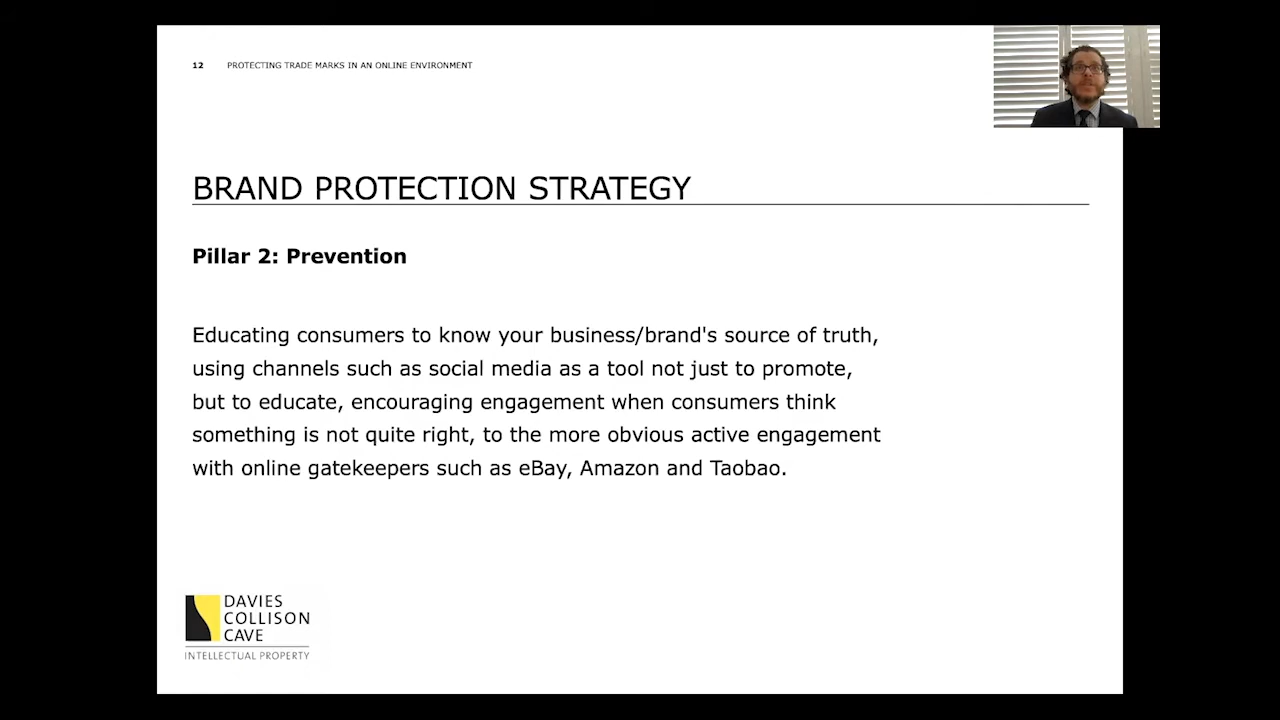 12 PROTECTING TRADE MARKS IN AN ONLINE ENVIRONMENT
BRAND PROTECTION STRATEGY
Pillar 2: Prevention
Educating consumers to know your business/brand's source of truth,
using channels such as social media as a tool not just to promote,
but to educate, encouraging engagement when consumers think
something is not quite right, to the more obvious active engagement
with online gatekeepers such as eBay, Amazon and Taobao.
DAVIES
COLLISON
CAVE
INTELLECTUAL PROPERTY